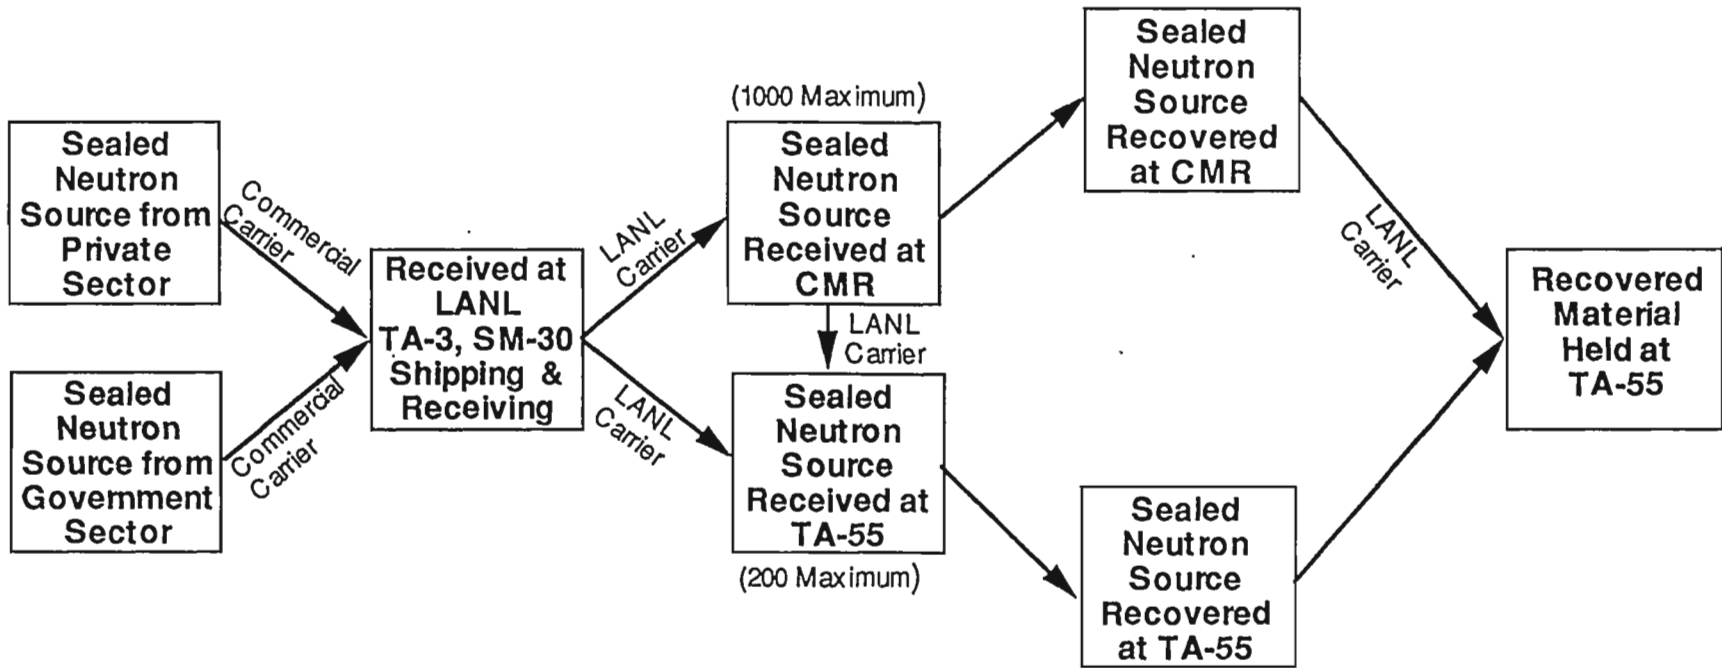 Sealed
Neutron
Source from
Private
Sector
Commercial
Carrier
Sealed
Neutron
Source from
Government
Sector
Commercial
Carrier
Received at
LANL
TA-3, SM-30
Shipping &
Receiving
LANL
Carrier
LANL
Carrier
(1000 Maximum)
Sealed
Neutron
Source
Received at
CMR
LANL
Carrier
Sealed
Neutron
Source
Received at
TA-55
(200 Maximum)
Sealed
Neutron
Source
Recovered
at CMR
LANL
Carrier
Sealed
Neutron
Source
Recovered
at TA-55
Recovered
Material
Held at
TA-55